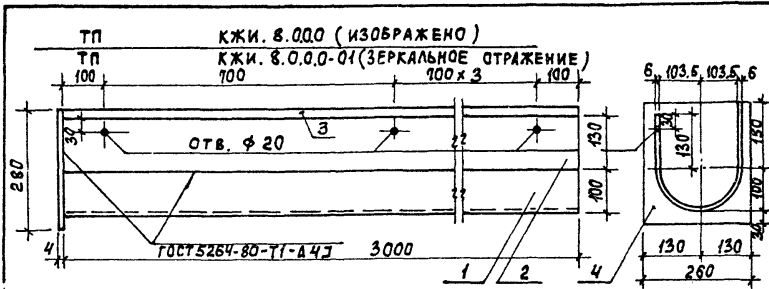 ТП КЖИ. 8.0.0.0 ( ИЗОБРАЖЕНО )
ТП КЖИ. 8.0.0.0-01 (ЗЕРКАЛЬНОЕ ОТРАЖЕНИЕ)
100 700 700 х 3 100
6 103.5 103.5 6
280
30
3
ОТВ. ϕ 20
130
100
30
130
150
100
30
ГОСТ 5264-80-Т1-Δ4
4 3000
1 2 4
130 130
260